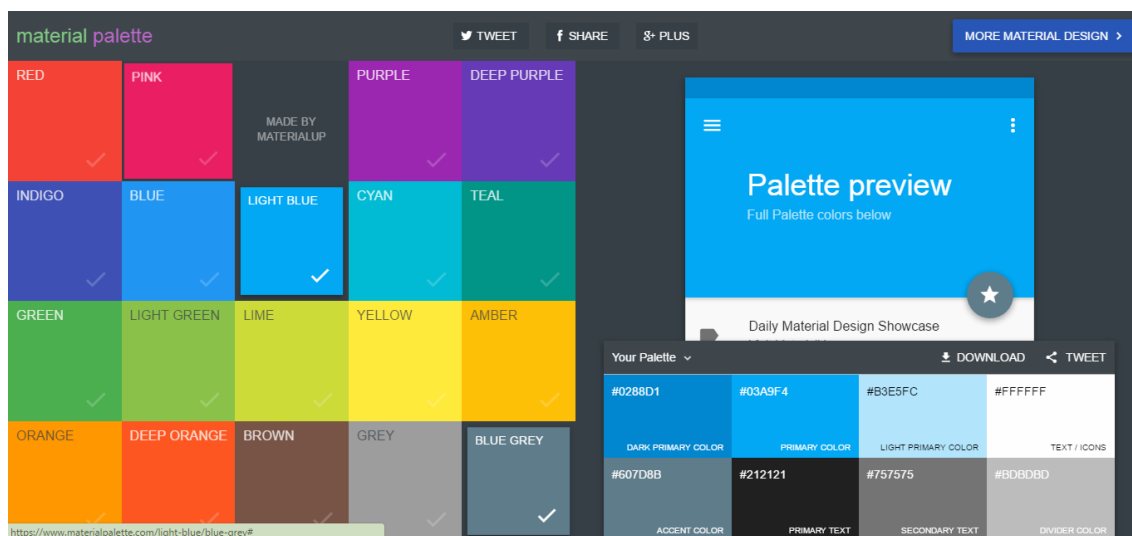 material palette
TWEET
SHARE
PLUS
MORE MATERIAL DESIGN
RED
PINK
MADE BY
MATERIALUP
PURPLE
DEEP PURPLE
INDIGO
BLUE
LIGHT BLUE
CYAN
TEAL
GREEN
LIGHT GREEN
LIME
YELLOW
AMBER
ORANGE
DEEP ORANGE
BROWN
GREY
BLUE GREY
https://www.materialpalette.com/light-blue/blue-grey#
Palette preview
Full Palette colors below
Daily Material Design Showcase
Your Palette
DOWNLOAD
TWEET
#0288D1
DARK PRIMARY COLOR
#03A9F4
PRIMARY COLOR
#B3E5FC
LIGHT PRIMARY COLOR
#FFFFFF
TEXT / ICONS
#607D8B
ACCENT COLOR
#212121
PRIMARY TEXT
#757575
SECONDARY TEXT
#BDBDBD
DIVIDER COLOR